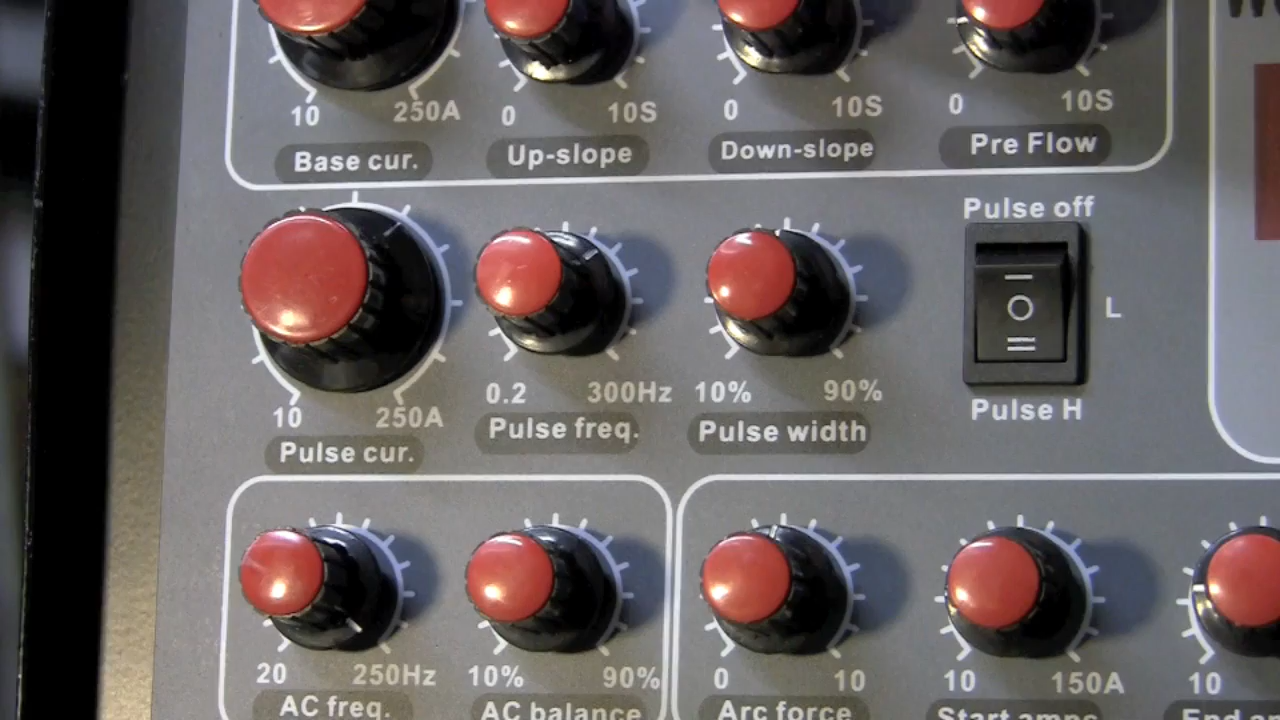 10 250A 0 10S 0 10S 0 10S
Base cur. Up-slope Down-slope Pre Flow
Pulse off
L
0.2 300Hz 10% 90%
10 250A Pulse freq. Pulse width Pulse H
Pulse cur.
20 250Hz 10% 90% 0 10 10 150A 10
AC freq. AC balance Arc force Start amps